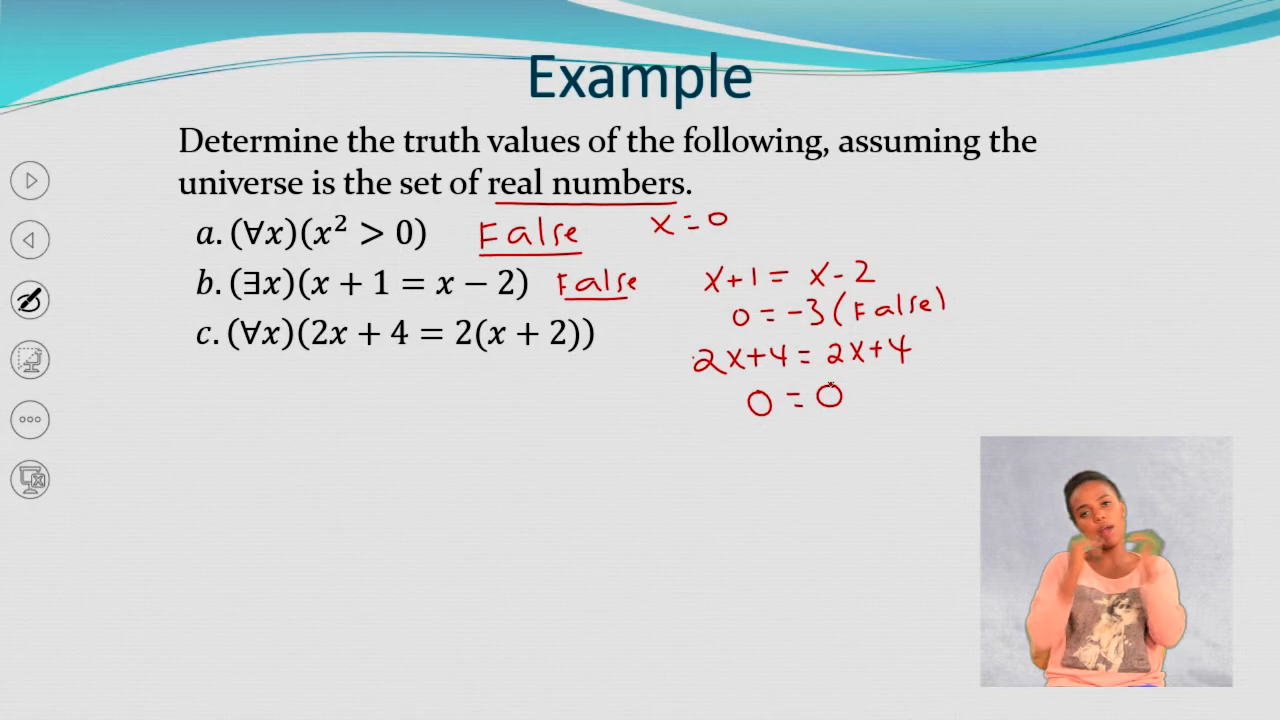 Example
Determine the truth values of the following, assuming the
universe is the set of real numbers.
a. (∀x)(x² > 0) False x = 0
b. (∃x)(x + 1 = x − 2) False x+1 = x-2
0 = -3 (False)
c. (∀x)(2x + 4 = 2(x + 2))
2x+4 = 2x+4
0 = 0